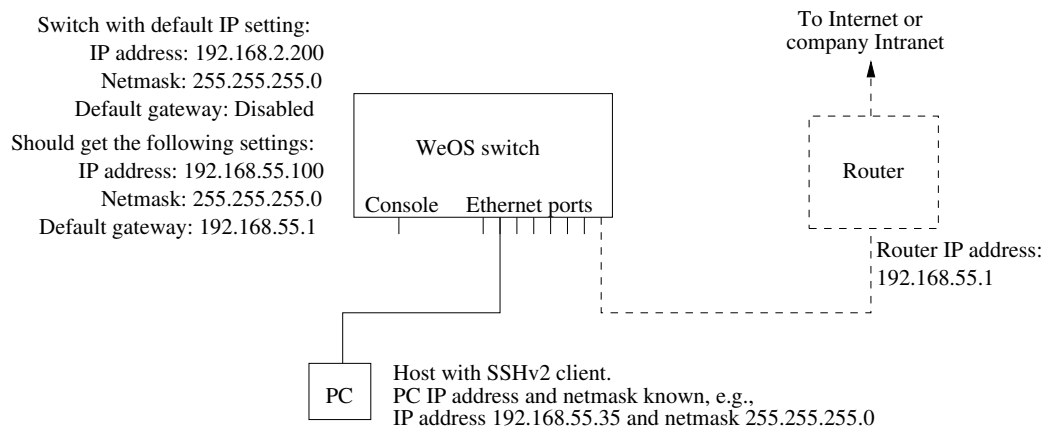 Switch with default IP setting:
IP address: 192.168.2.200
Netmask: 255.255.255.0
Default gateway: Disabled
Should get the following settings:
IP address: 192.168.55.100
Netmask: 255.255.255.0
Default gateway: 192.168.55.1
WeOS switch
Console
Ethernet ports
To Internet or
company Intranet
Router
Router IP address:
192.168.55.1
PC
Host with SSHv2 client.
PC IP address and netmask known, e.g.,
IP address 192.168.55.35 and netmask 255.255.255.0